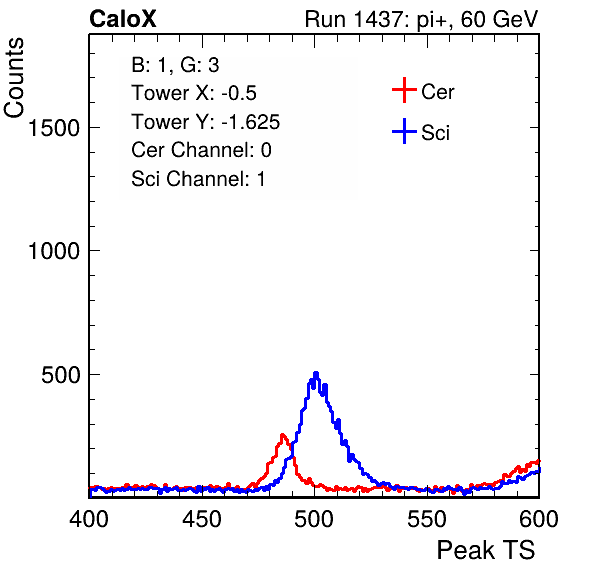 CaloX Run 1437: pi+, 60 GeV
Counts
B: 1, G: 3
Tower X: -0.5
Tower Y: -1.625
Cer Channel: 0
Sci Channel: 1
Cer
Sci
1500
1000
500
400 450 500 550 600
Peak TS